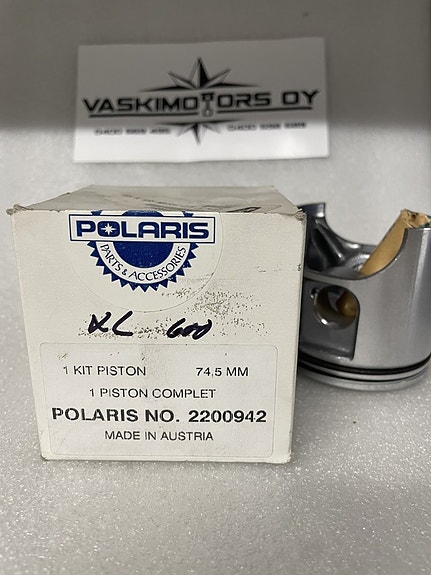 VASKIMOTORS OY
POLARIS
PARTS & ACCESSORIES
XL 600
1 KIT PISTON 74,5 MM
1 PISTON COMPLET
POLARIS NO. 2200942
MADE IN AUSTRIA